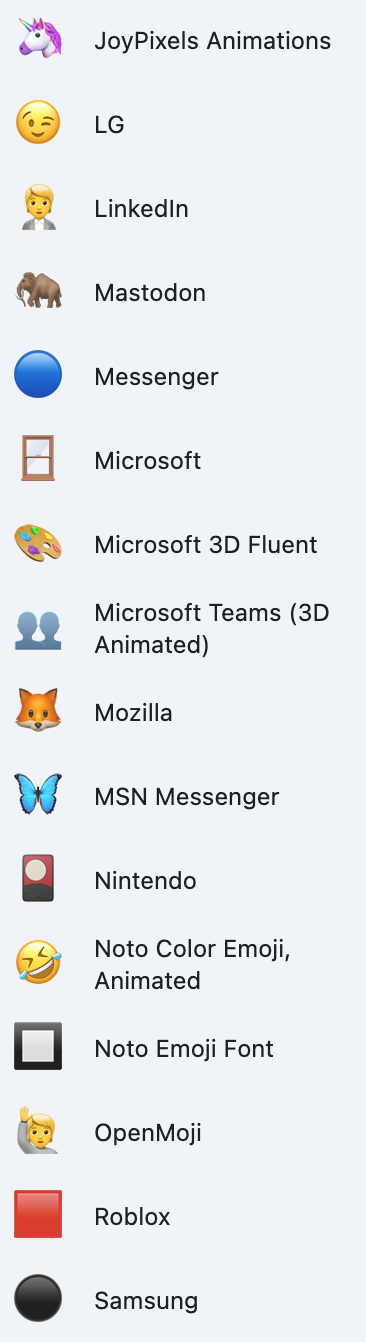 JoyPixels Animations
LG
LinkedIn
Mastodon
Messenger
Microsoft
Microsoft 3D Fluent
Microsoft Teams (3D
Animated)
Mozilla
MSN Messenger
Nintendo
Noto Color Emoji,
Animated
Noto Emoji Font
OpenMoji
Roblox
Samsung